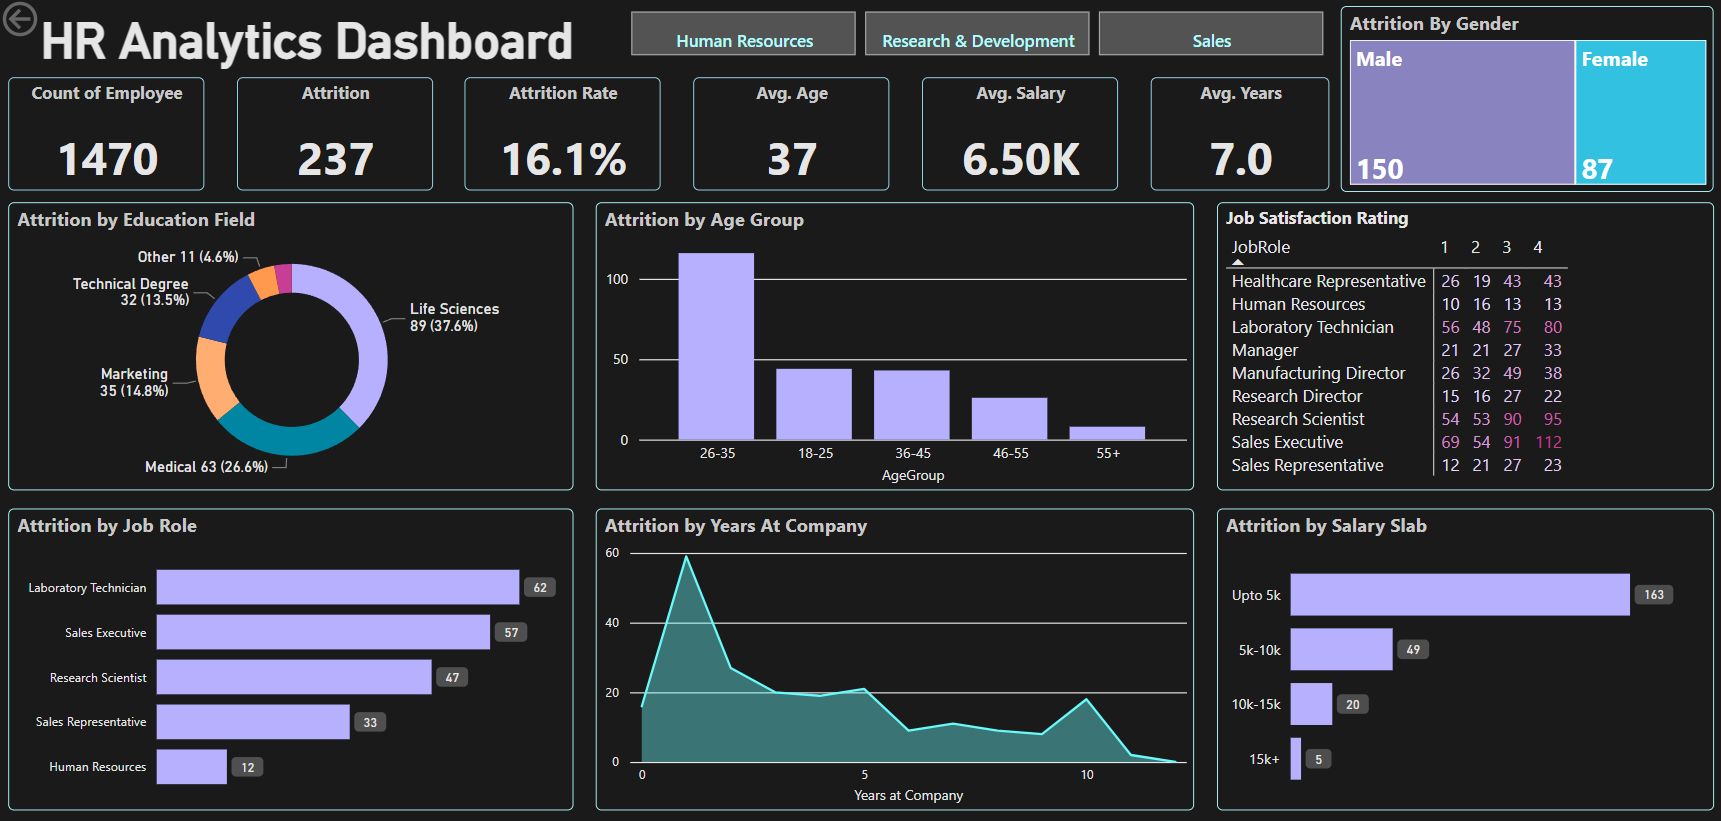 HR Analytics Dashboard
Human Resources
Research & Development
Sales
Attrition By Gender
Male
150
Female
87
Count of Employee
1470
Attrition
237
Attrition Rate
16.1%
Avg. Age
37
Avg. Salary
6.50K
Avg. Years
7.0
Attrition by Education Field
Other 11 (4.6%)
Technical Degree
32 (13.5%)
Life Sciences
89 (37.6%)
Marketing
35 (14.8%)
Medical 63 (26.6%)
Attrition by Age Group
100
50
0
26-35 18-25 36-45 46-55 55+
AgeGroup
Job Satisfaction Rating
JobRole 1 2 3 4
Healthcare Representative 26 19 43 43
Human Resources 10 16 13 13
Laboratory Technician 56 48 75 80
Manager 21 21 27 33
Manufacturing Director 26 32 49 38
Research Director 15 16 27 22
Research Scientist 54 53 90 95
Sales Executive 69 54 91 112
Sales Representative 12 21 27 23
Attrition by Job Role
Laboratory Technician 62
Sales Executive 57
Research Scientist 47
Sales Representative 33
Human Resources 12
Attrition by Years At Company
60
40
20
0
0 5 10
Years at Company
Attrition by Salary Slab
Upto 5k 163
5k-10k 49
10k-15k 20
15k+ 5